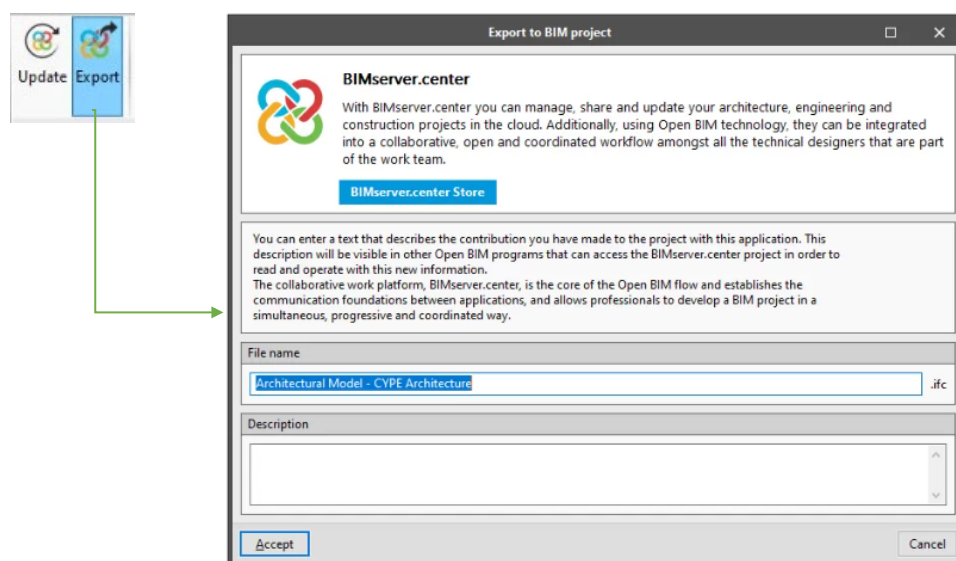 Update Export
Export to BIM project
BIMserver.center
With BIMserver.center you can manage, share and update your architecture, engineering and
construction projects in the cloud. Additionally, using Open BIM technology, they can be integrated
into a collaborative, open and coordinated workflow amongst all the technical designers that are part
of the work team.
BIMserver.center Store
You can enter a text that describes the contribution you have made to the project with this application. This
description will be visible in other Open BIM programs that can access the BIMserver.center project in order to
read and operate with this new information.
The collaborative work platform, BIMserver.center, is the core of the Open BIM flow and establishes the
communication foundations between applications, and allows professionals to develop a BIM project in a
simultaneous, progressive and coordinated way.
File name
Architectural Model - CYPE Architecture .ifc
Description
Accept Cancel